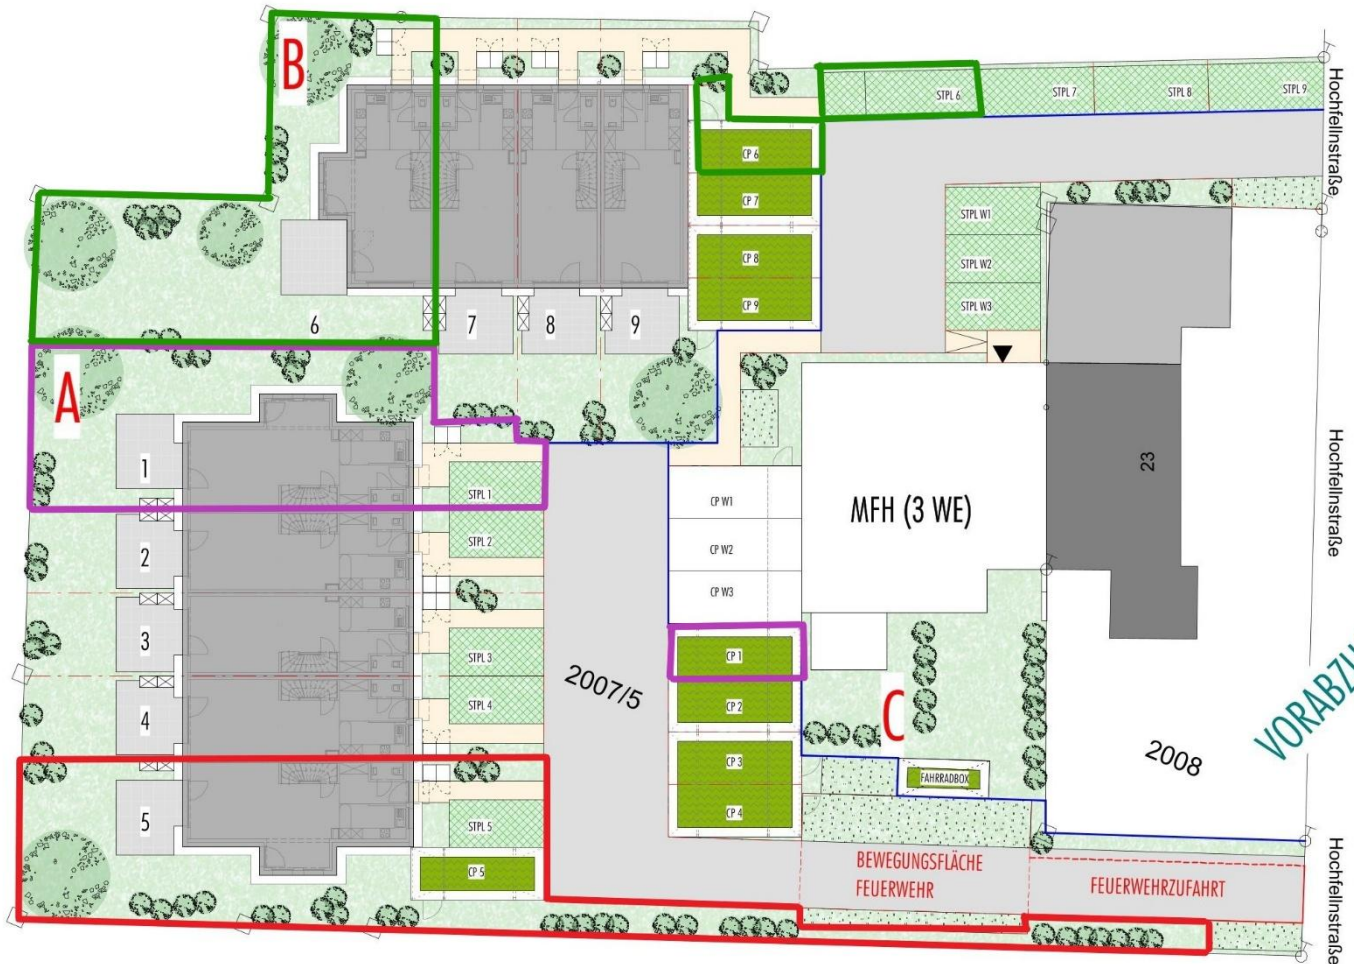 B
STPL 6
STPL 7
STPL 8
STPL 9
Hochfellnstraße
CP 6
CP 7
CP 8
CP 9
STPL W1
STPL W2
STPL W3
6
7
8
9
A
1
2
3
4
5
STPL 1
STPL 2
STPL 3
STPL 4
STPL 5
CP 5
2007/5
CP W1
CP W2
CP W3
CP 1
CP 2
CP 3
CP 4
MFH (3 WE)
23
Hochfellnstraße
C
FAHRRADBOX
2008
VORABZU
BEWEGUNGSFLÄCHE
FEUERWEHR
FEUERWEHRZUFAHRT
Hochfellnstraße